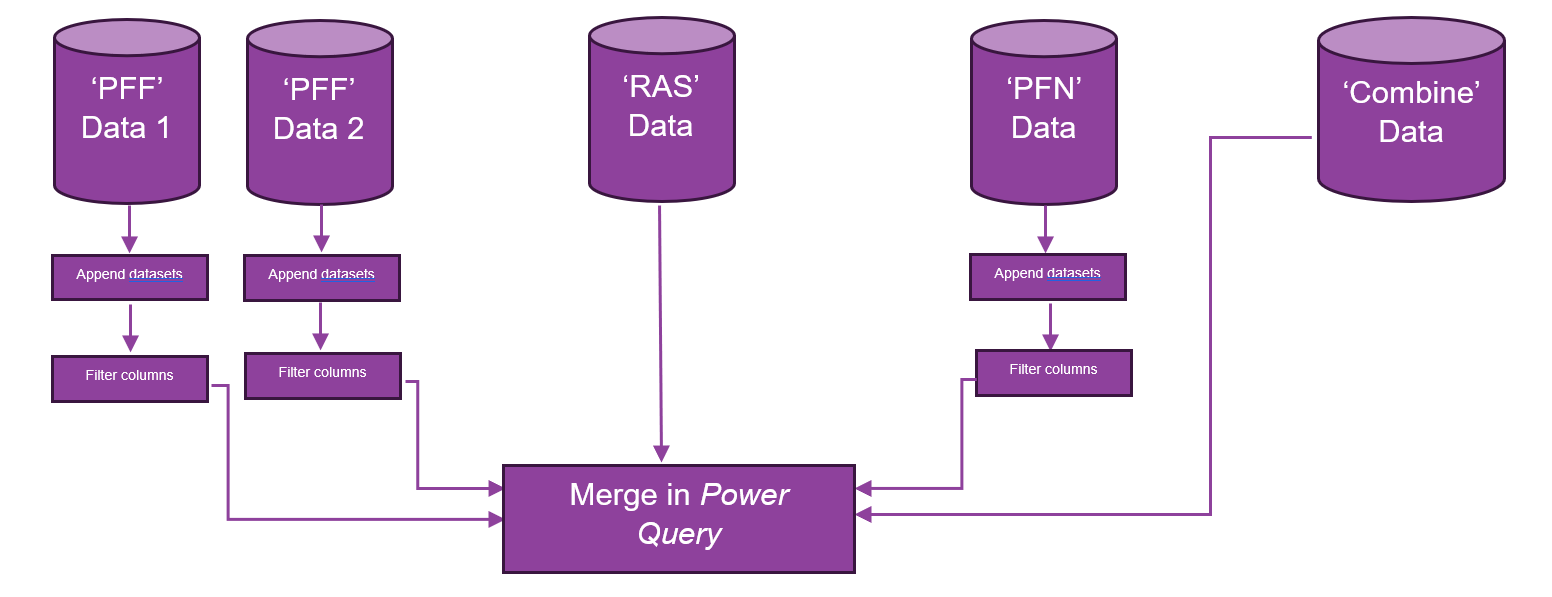 ‘PFF’
Data 1
‘PFF’
Data 2
‘RAS’
Data
‘PFN’
Data
‘Combine’
Data
Append datasets
Append datasets
Append datasets
Filter columns
Filter columns
Filter columns
Merge in Power
Query